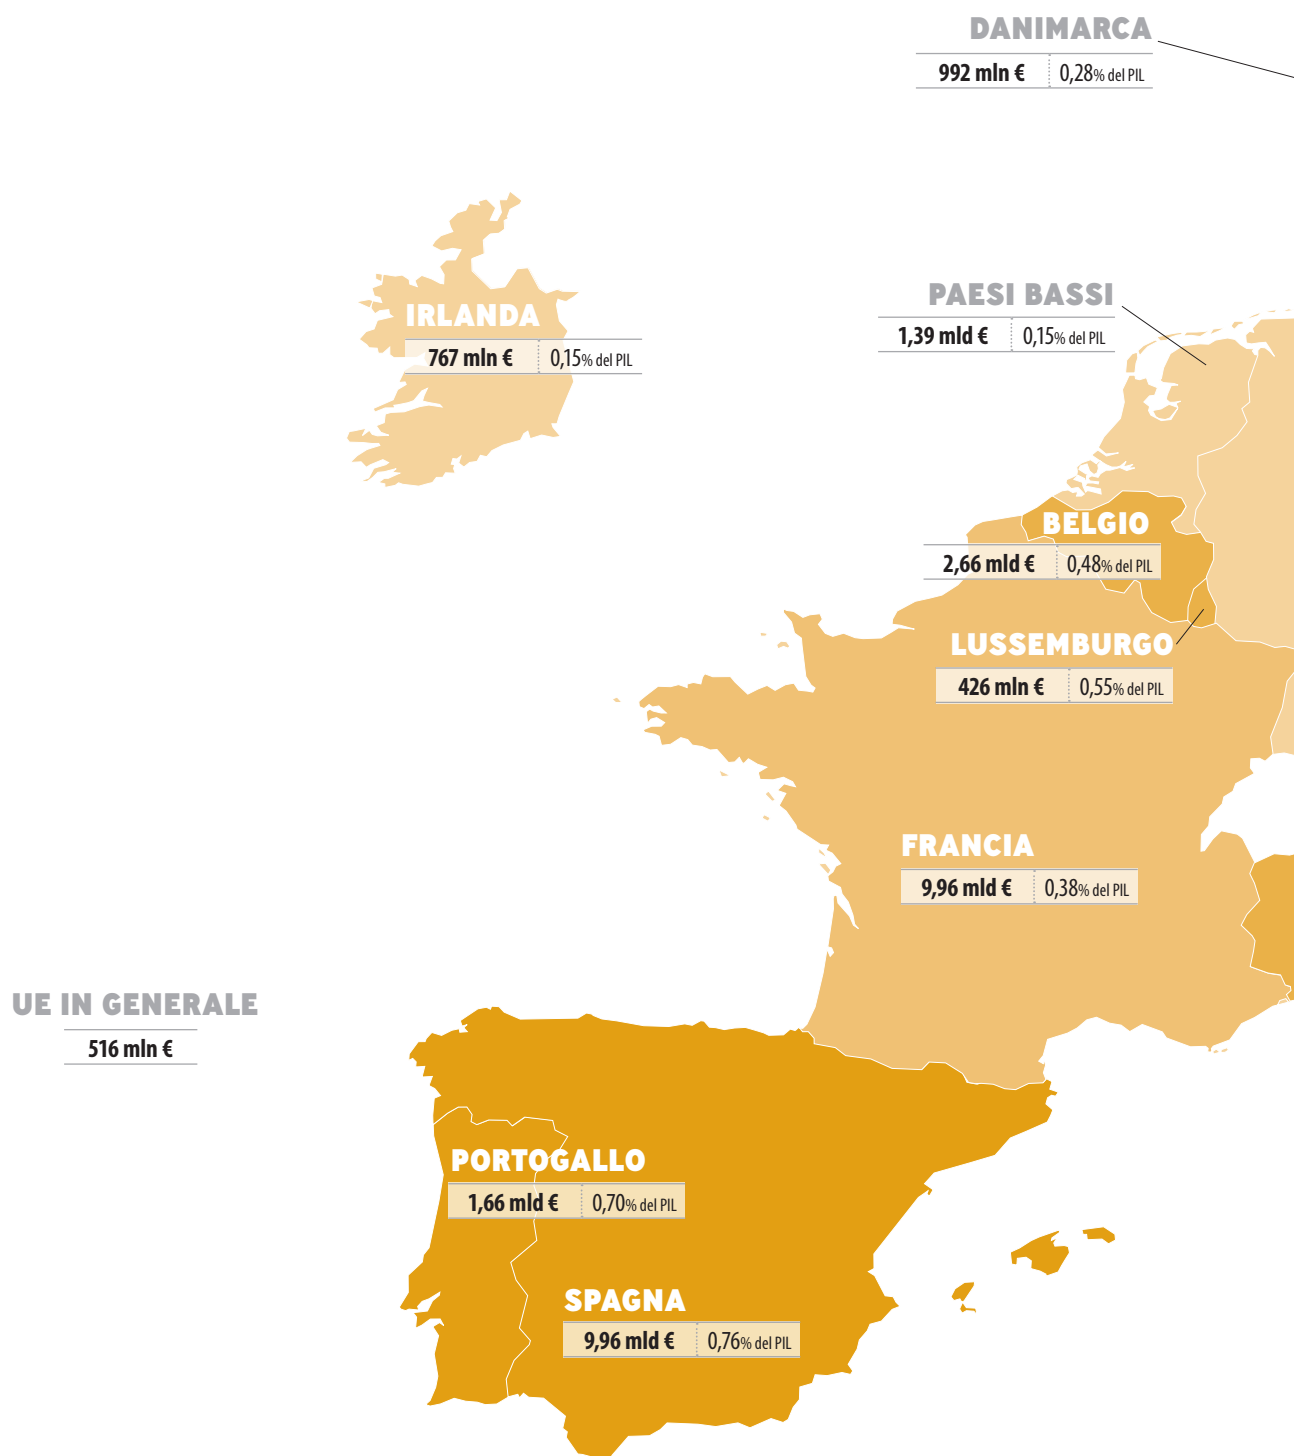 DANIMARCA
992 mln € 0,28% del PIL
IRLANDA
767 mln € 0,15% del PIL
PAESI BASSI
1,39 mld € 0,15% del PIL
BELGIO
2,66 mld € 0,48% del PIL
LUSSEMBURGO
426 mln € 0,55% del PIL
FRANCIA
9,96 mld € 0,38% del PIL
UE IN GENERALE
516 mln €
PORTOGALLO
1,66 mld € 0,70% del PIL
SPAGNA
9,96 mld € 0,76% del PIL